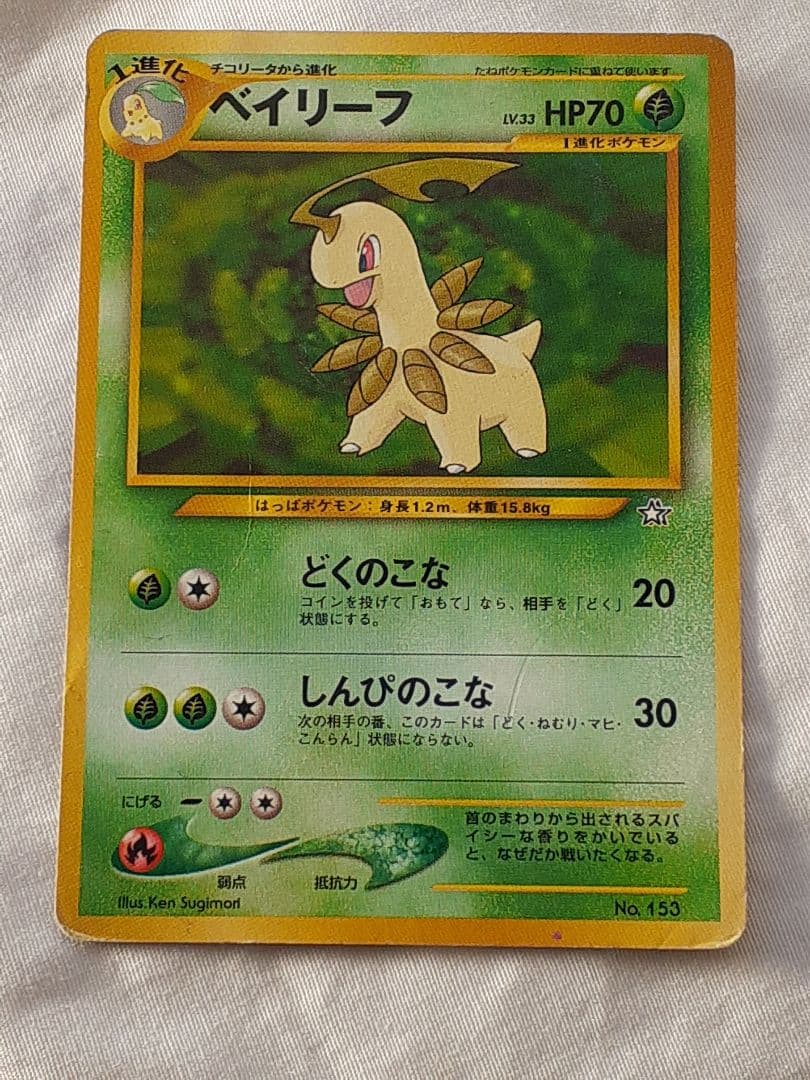 1進化
チコリータから進化
たねポケモンカードに重ねて使います
ベイリーフ
LV.33 HP70
1進化ポケモン
はっぱポケモン：身長1.2m、体重15.8kg
どくのこな 20
コインを投げて「おもて」なら、相手を「どく」
状態にする。
しんぴのこな 30
次の相手の番、このカードは「どく・ねむり・マヒ・
こんらん」状態にならない。
にげる
弱点
抵抗力
首のまわりから出されるスパ
イシーな香りをかいでいる
と、なぜだか戦いたくなる。
Illus. Ken Sugimori
No. 153